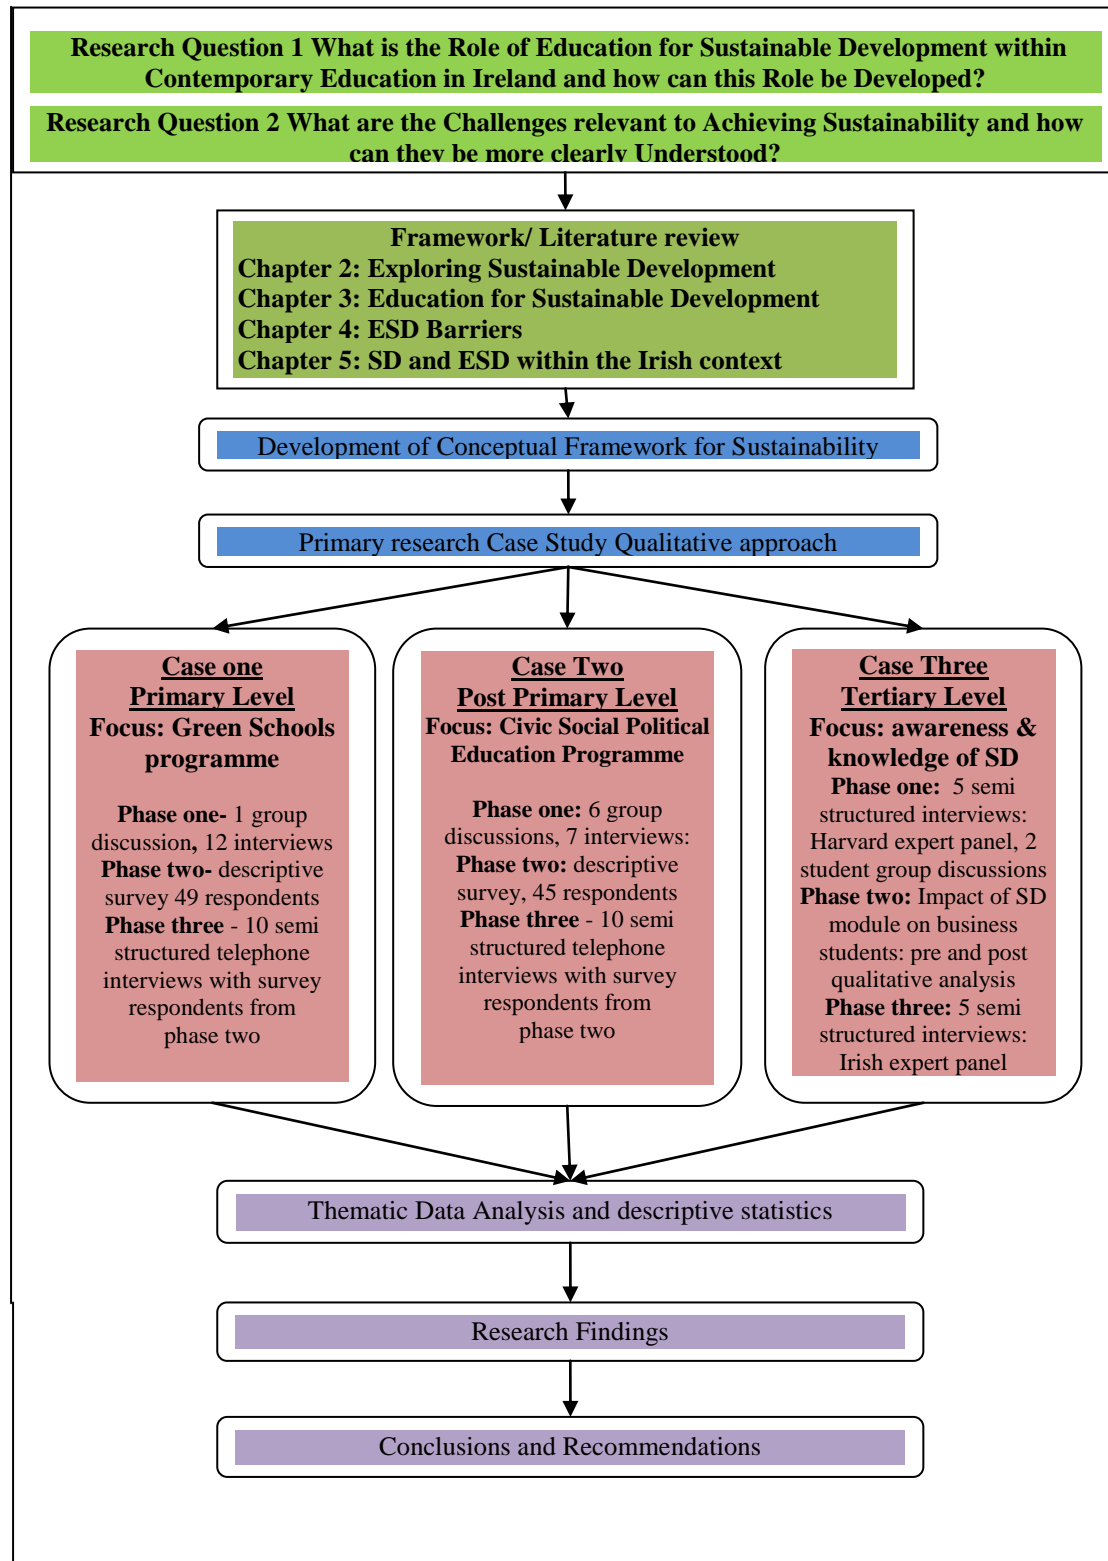 Research Question 1 What is the Role of Education for Sustainable Development within
Contemporary Education in Ireland and how can this Role be Developed?
Research Question 2 What are the Challenges relevant to Achieving Sustainability and how
can they be more clearly Understood?
Framework/ Literature review
Chapter 2: Exploring Sustainable Development
Chapter 3: Education for Sustainable Development
Chapter 4: ESD Barriers
Chapter 5: SD and ESD within the Irish context
Development of Conceptual Framework for Sustainability
Primary research Case Study Qualitative approach
Case one
Primary Level
Focus: Green Schools
programme
Phase one- 1 group
discussion, 12 interviews
Phase two- descriptive
survey 49 respondents
Phase three - 10 semi
structured telephone
interviews with survey
respondents from
phase two
Case Two
Post Primary Level
Focus: Civic Social Political
Education Programme
Phase one: 6 group
discussions, 7 interviews:
Phase two: descriptive
survey, 45 respondents
Phase three - 10 semi
structured telephone
interviews with survey
respondents from
phase two
Case Three
Tertiary Level
Focus: awareness &
knowledge of SD
Phase one: 5 semi
structured interviews:
Harvard expert panel, 2
student group discussions
Phase two: Impact of SD
module on business
students: pre and post
qualitative analysis
Phase three: 5 semi
structured interviews:
Irish expert panel
Thematic Data Analysis and descriptive statistics
Research Findings
Conclusions and Recommendations